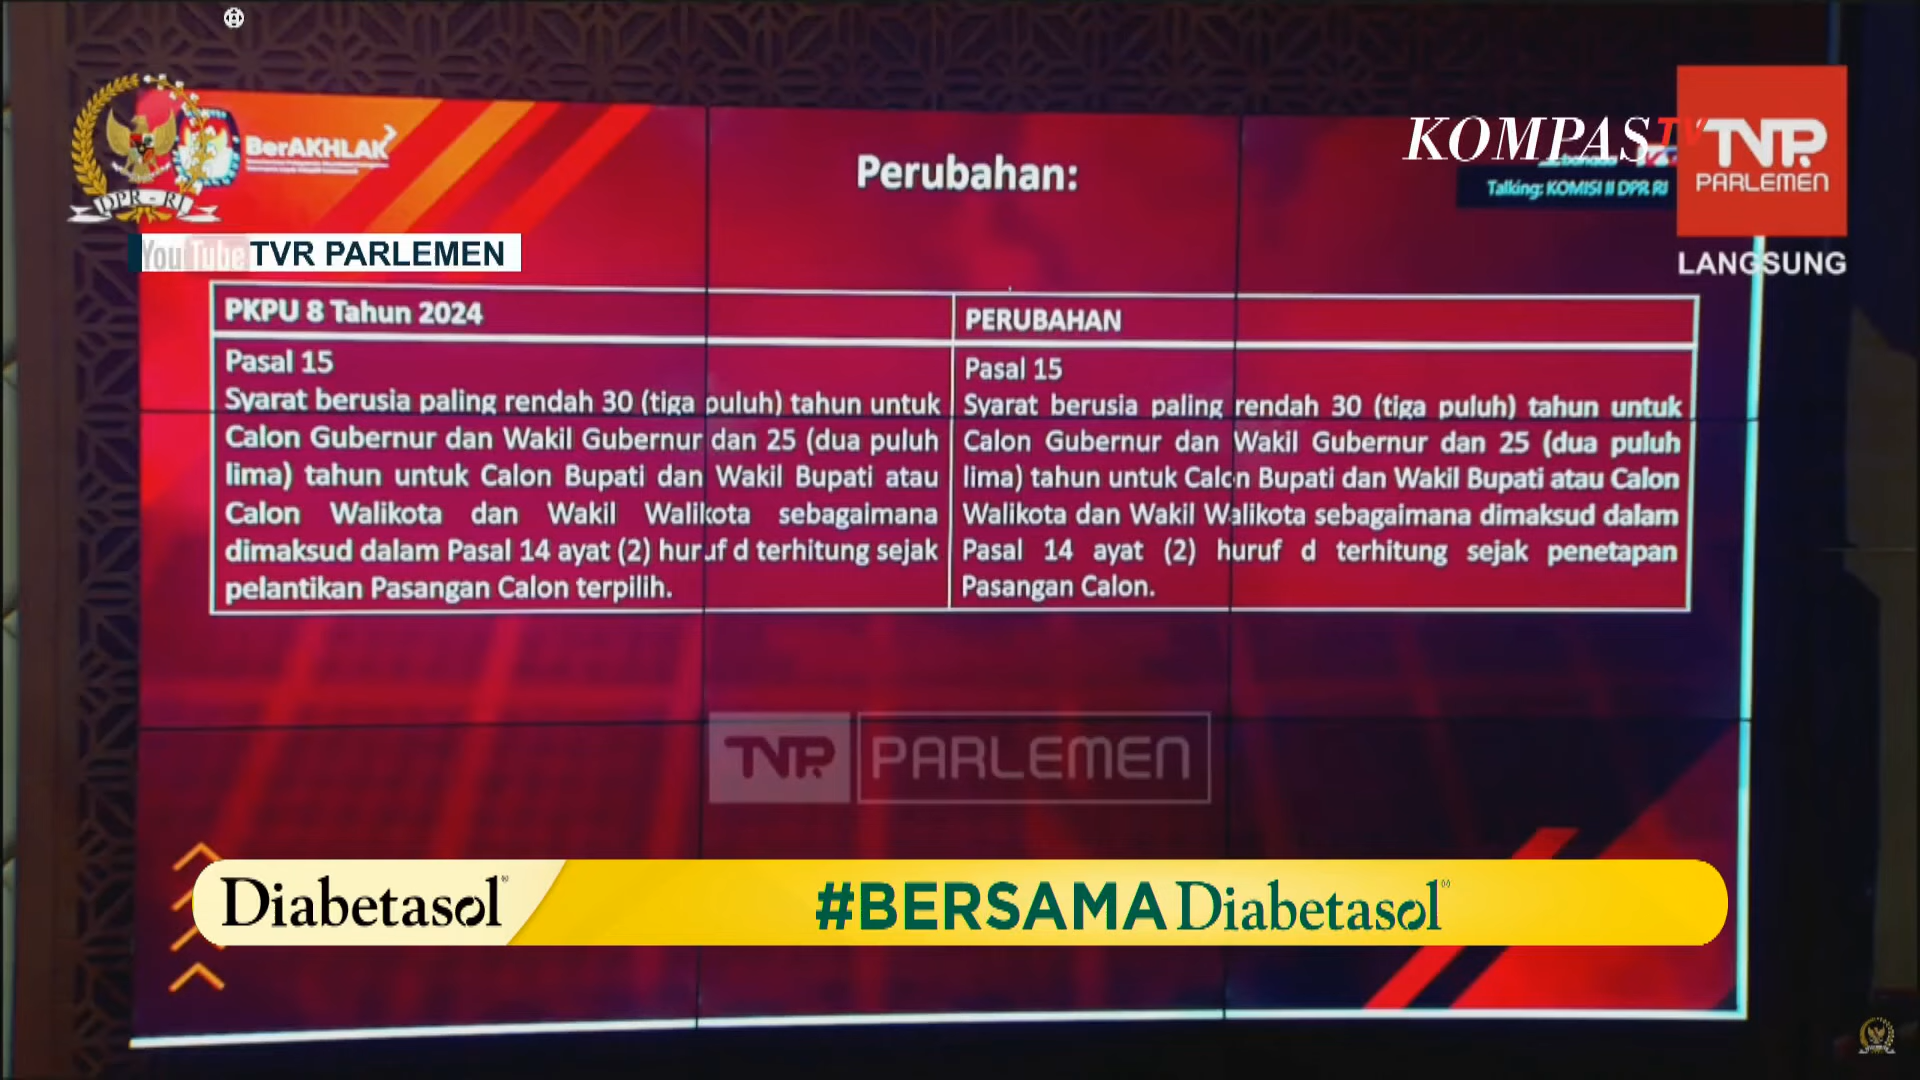 BerAKHLAK
DPR - RI
YouTube TVR PARLEMEN
Perubahan:
KOMPAS TV
Talking: KOMISI II DPR RI
TVR
PARLEMEN
LANGSUNG
PKPU 8 Tahun 2024
Pasal 15
Syarat berusia paling rendah 30 (tiga puluh) tahun untuk
Calon Gubernur dan Wakil Gubernur dan 25 (dua puluh
lima) tahun untuk Calon Bupati dan Wakil Bupati atau
Calon Walikota dan Wakil Walikota sebagaimana
dimaksud dalam Pasal 14 ayat (2) huruf d terhitung sejak
pelantikan Pasangan Calon terpilih.
PERUBAHAN
Pasal 15
Syarat berusia paling rendah 30 (tiga puluh) tahun untuk
Calon Gubernur dan Wakil Gubernur dan 25 (dua puluh
lima) tahun untuk Calon Bupati dan Wakil Bupati atau Calon
Walikota dan Wakil Walikota sebagaimana dimaksud dalam
Pasal 14 ayat (2) huruf d terhitung sejak penetapan
Pasangan Calon.
TVR PARLEMEN
Diabetasol®
#BERSAMA Diabetasol®